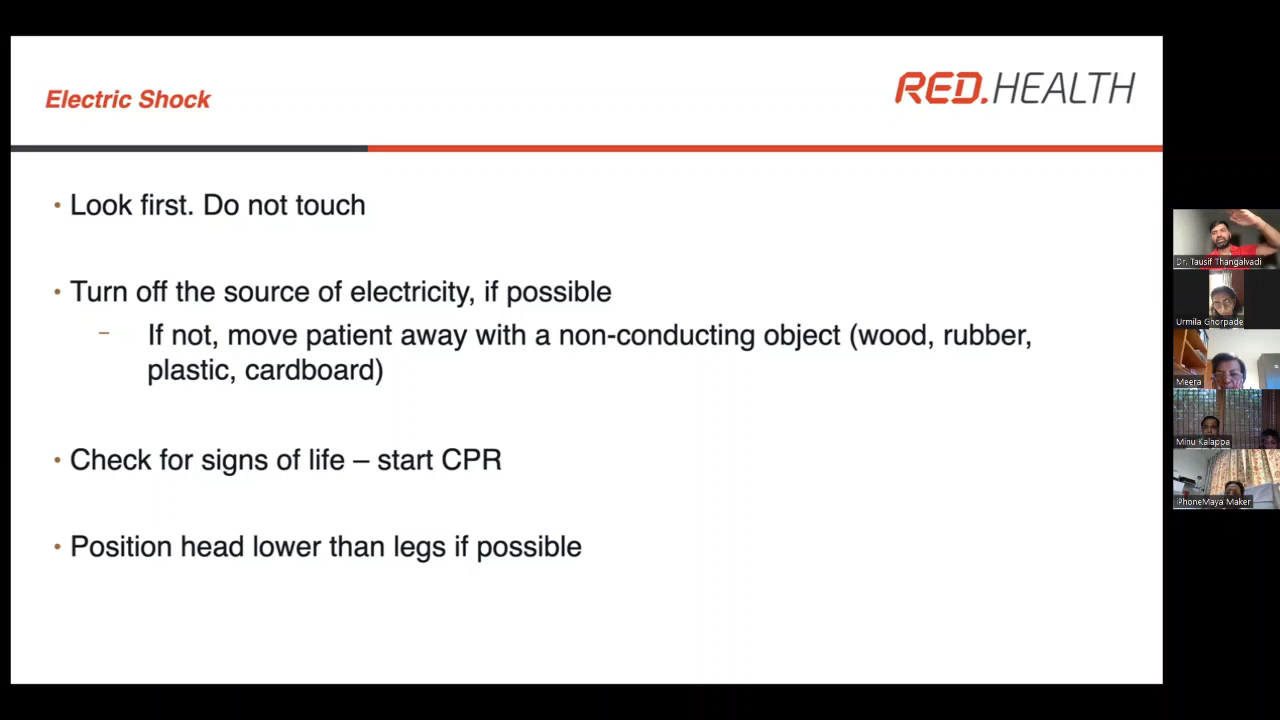 Electric Shock
RED.HEALTH
• Look first. Do not touch
• Turn off the source of electricity, if possible
– If not, move patient away with a non-conducting object (wood, rubber,
plastic, cardboard)
• Check for signs of life – start CPR
• Position head lower than legs if possible
Dr. Tausif Thangalvadi
Urmila Ghorpade
Meera
Minu Kalappa
iPhoneMaya Maker